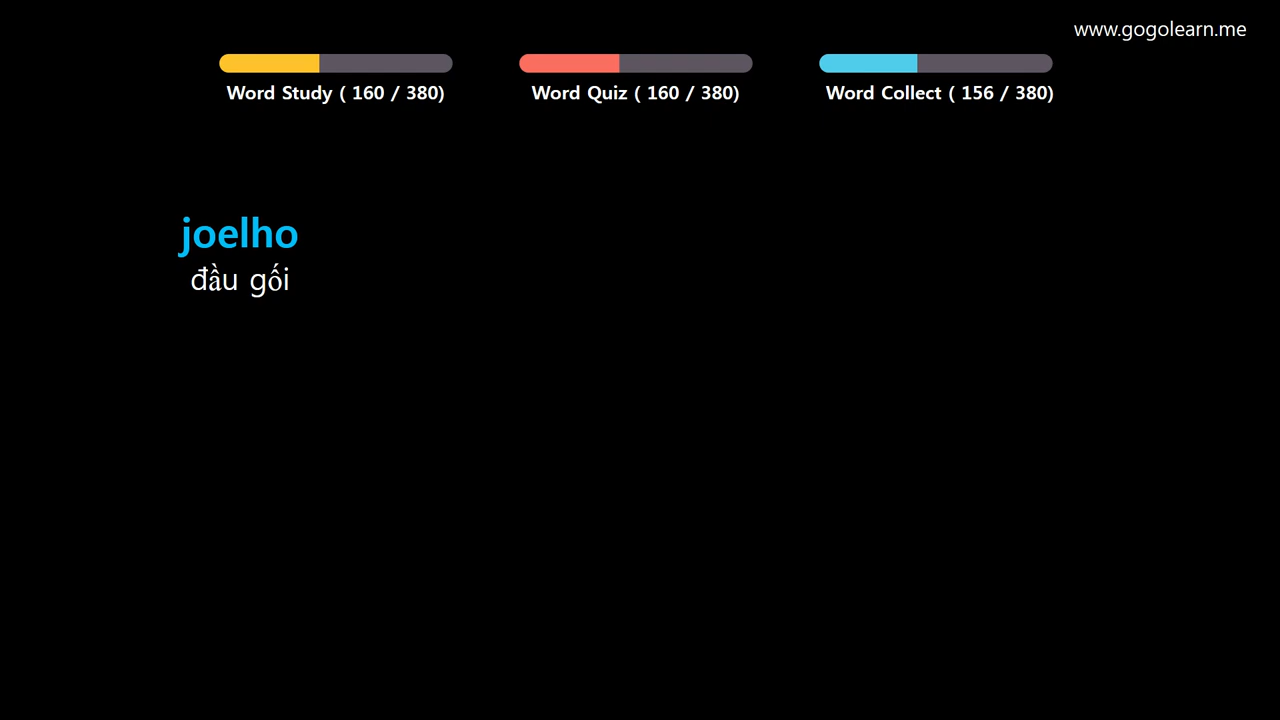 www.gogolearn.me
Word Study ( 160 / 380)
Word Quiz ( 160 / 380)
Word Collect ( 156 / 380)
joelho
đầu gối